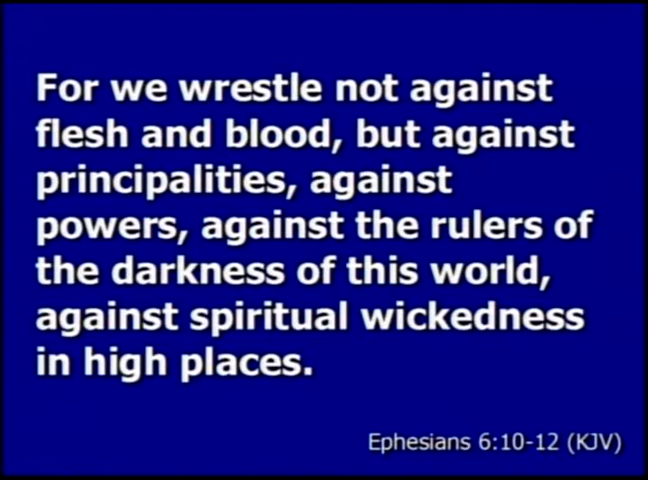 For we wrestle not against
flesh and blood, but against
principalities, against
powers, against the rulers of
the darkness of this world,
against spiritual wickedness
in high places.
Ephesians 6:10-12 (KJV)